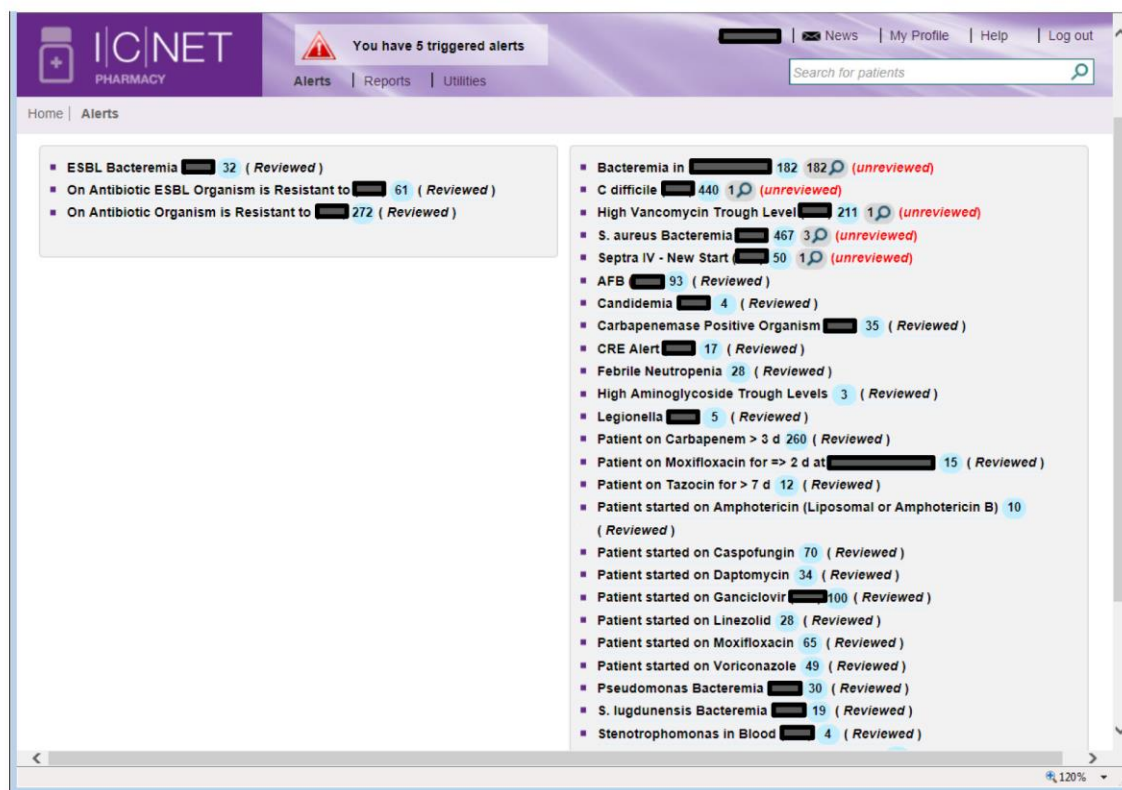 I|C|NET
PHARMACY
You have 5 triggered alerts
Alerts | Reports | Utilities
| News | My Profile | Help | Log out
Search for patients
Home | Alerts
ESBL Bacteremia 32 ( Reviewed )
On Antibiotic ESBL Organism is Resistant to 61 ( Reviewed )
On Antibiotic Organism is Resistant to 272 ( Reviewed )
Bacteremia in 182 182 (unreviewed)
C difficile 440 1 (unreviewed)
High Vancomycin Trough Level 211 1 (unreviewed)
S. aureus Bacteremia 467 3 (unreviewed)
Septra IV - New Start ( 50 1 (unreviewed)
AFB ( 93 ( Reviewed )
Candidemia 4 ( Reviewed )
Carbapenemase Positive Organism 35 ( Reviewed )
CRE Alert 17 ( Reviewed )
Febrile Neutropenia 28 ( Reviewed )
High Aminoglycoside Trough Levels 3 ( Reviewed )
Legionella 5 ( Reviewed )
Patient on Carbapenem > 3 d 260 ( Reviewed )
Patient on Moxifloxacin for => 2 d at 15 ( Reviewed )
Patient on Tazocin for > 7 d 12 ( Reviewed )
Patient started on Amphotericin (Liposomal or Amphotericin B) 10
( Reviewed )
Patient started on Caspofungin 70 ( Reviewed )
Patient started on Daptomycin 34 ( Reviewed )
Patient started on Ganciclovir 100 ( Reviewed )
Patient started on Linezolid 28 ( Reviewed )
Patient started on Moxifloxacin 65 ( Reviewed )
Patient started on Voriconazole 49 ( Reviewed )
Pseudomonas Bacteremia 30 ( Reviewed )
S. lugdunensis Bacteremia 19 ( Reviewed )
Stenotrophomonas in Blood 4 ( Reviewed )
120%